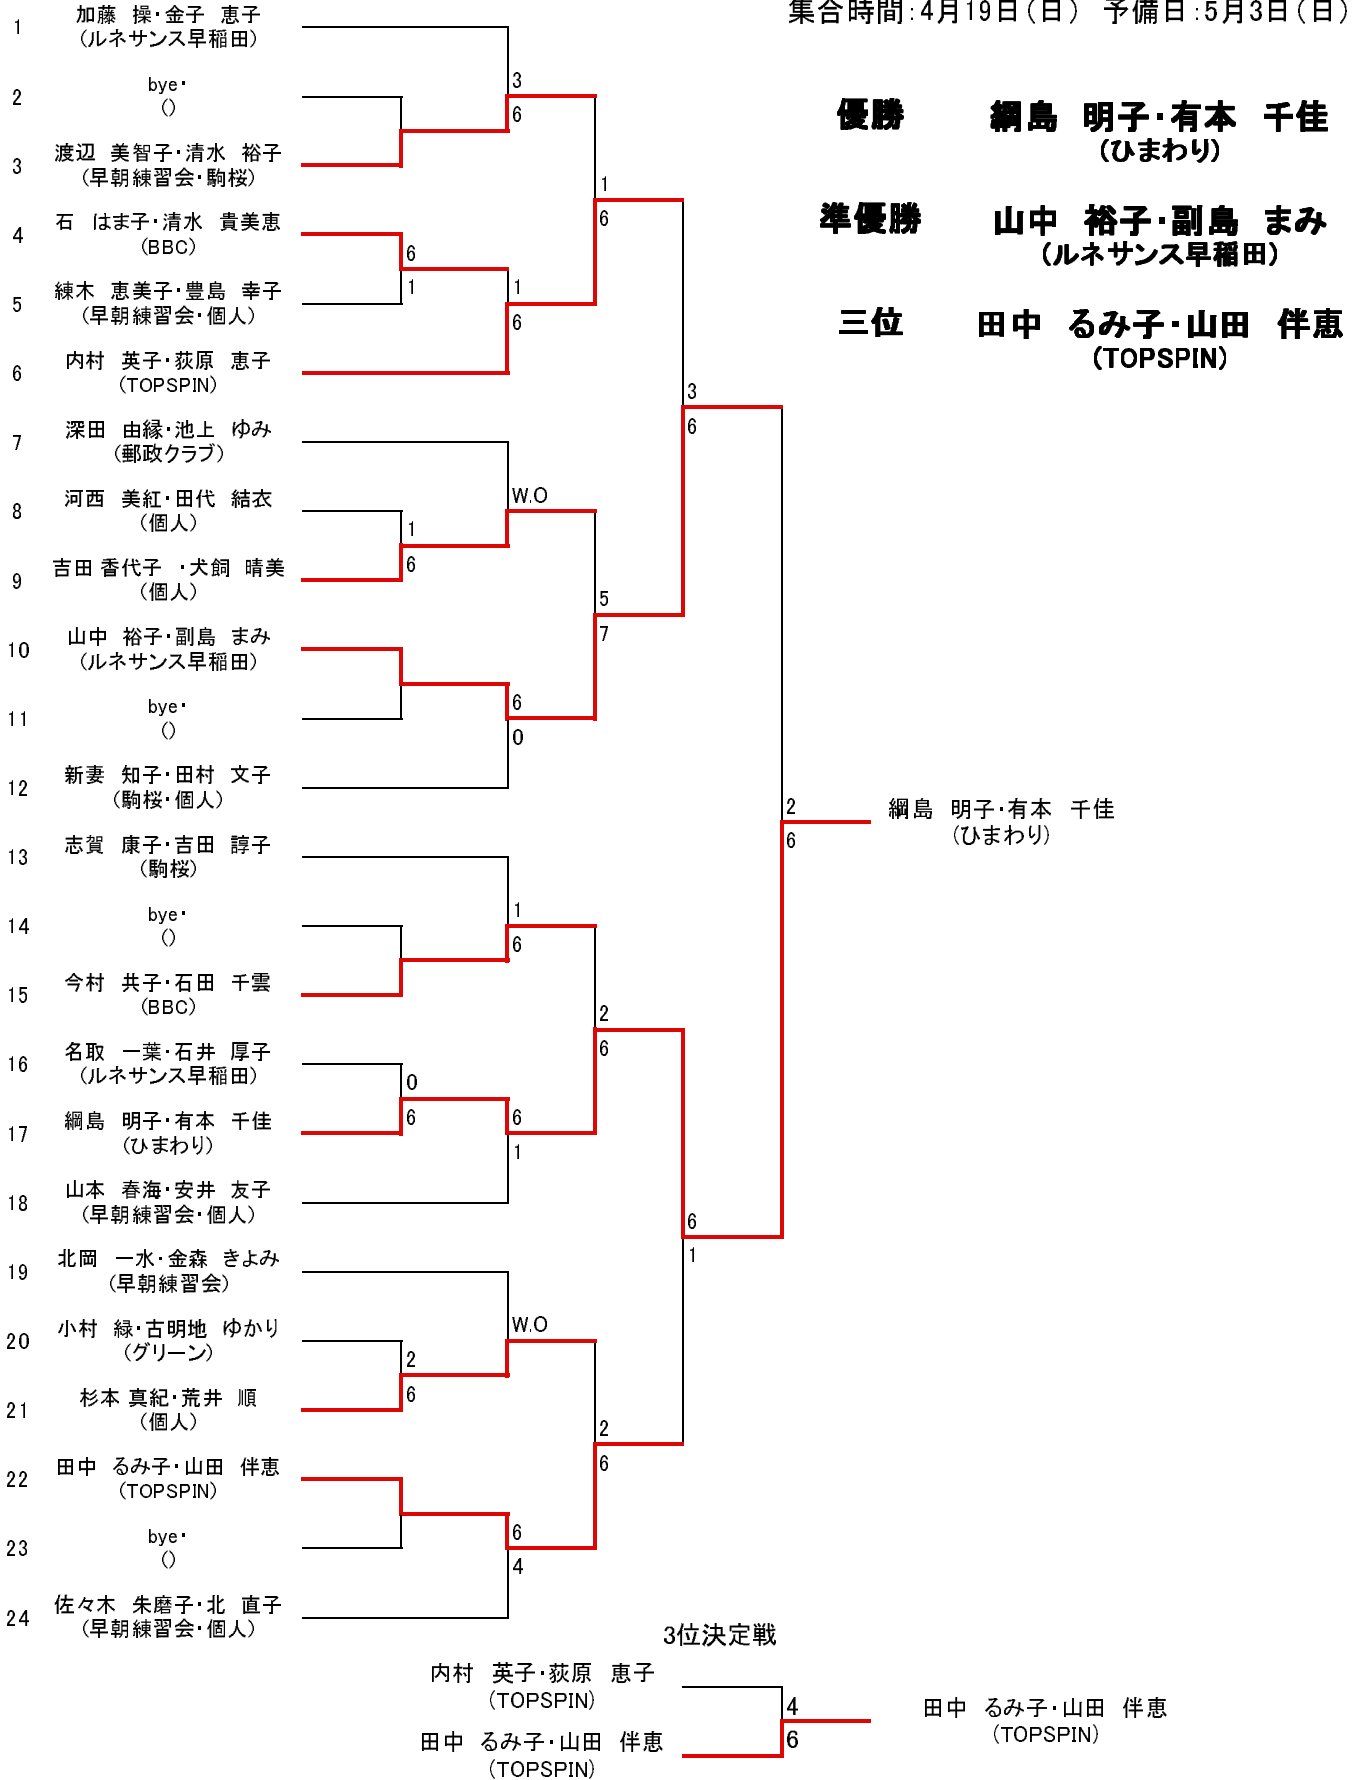 集合時間:4月19日(日)　予備日:5月3日(日)
優勝　綱島　明子・有本　千佳
(ひまわり)
準優勝　山中　裕子・副島　まみ
(ルネサンス早稲田)
三位　田中　るみ子・山田　伴恵
(TOPSPIN)
1　加藤　操・金子　恵子
(ルネサンス早稲田)
3
2　bye・
()
6
3　渡辺　美智子・清水　裕子
(早朝練習会・駒桜)
1
6
4　石　はま子・清水　貴美恵
(BBC)
6
1
1
5　練木　恵美子・豊島　幸子
(早朝練習会・個人)
6
6　内村　英子・荻原　恵子
(TOPSPIN)
3
6
7　深田　由縁・池上　ゆみ
(郵政クラブ)
W.O
8　河西　美紅・田代　結衣
(個人)
1
6
9　吉田 香代子　・犬飼　晴美
(個人)
5
7
10　山中　裕子・副島　まみ
(ルネサンス早稲田)
6
11　bye・
()
0
12　新妻　知子・田村　文子
(駒桜・個人)
2
6
綱島　明子・有本　千佳
(ひまわり)
13　志賀　康子・吉田　諄子
(駒桜)
1
14　bye・
()
6
15　今村　共子・石田　千雲
(BBC)
2
6
16　名取　一葉・石井　厚子
(ルネサンス早稲田)
0
6
6
17　綱島　明子・有本　千佳
(ひまわり)
1
18　山本　春海・安井　友子
(早朝練習会・個人)
6
1
19　北岡　一水・金森　きよみ
(早朝練習会)
W.O
20　小村　緑・古明地　ゆかり
(グリーン)
2
6
21　杉本 真紀・荒井　順
(個人)
2
6
22　田中　るみ子・山田　伴恵
(TOPSPIN)
6
23　bye・
()
4
24　佐々木　朱磨子・北　直子
(早朝練習会・個人)
3位決定戦
内村　英子・荻原　恵子
(TOPSPIN)
4
6
田中　るみ子・山田　伴恵
(TOPSPIN)
田中　るみ子・山田　伴恵
(TOPSPIN)